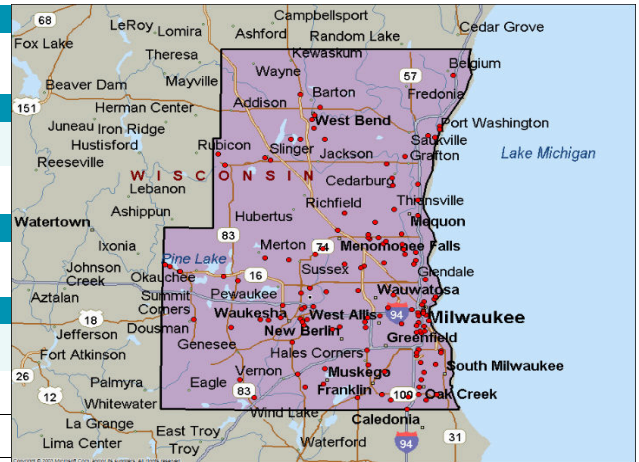 Campbellsport
68
LeRoy
Lomira
Ashford
Random Lake
Cedar Grove
Fox Lake
Theresa
Kewaskum
Belgium
Wayne
57
Beaver Dam
Mayville
Barton
Fredonia
151
Herman Center
Addison
West Bend
Port Washington
Juneau
Iron Ridge
Saukville
Hustisford
Rubicon
Slinger
Jackson
Grafton
Lake Michigan
Reeseville
WISCONSIN
Cedarburg
Lebanon
Richfield
Thiensville
Ashippun
Hubertus
Mequon
Watertown
83
Merton
74
Menomonee Falls
Ixonia
Pine Lake
Sussex
Glendale
Johnson
Creek
Okauchee
16
Pewaukee
Wauwatosa
Aztalan
Summit
Corners
Waukesha
West Allis
94
Milwaukee
18
Dousman
New Berlin
Greenfield
Jefferson
Genesee
Fort Atkinson
Hales Corners
South Milwaukee
26
Palmyra
Eagle
Vernon
Muskego
12
83
Franklin
100
Oak Creek
Whitewater
Wind Lake
Caledonia
La Grange
East Troy
31
Lima Center
Troy
Waterford
94